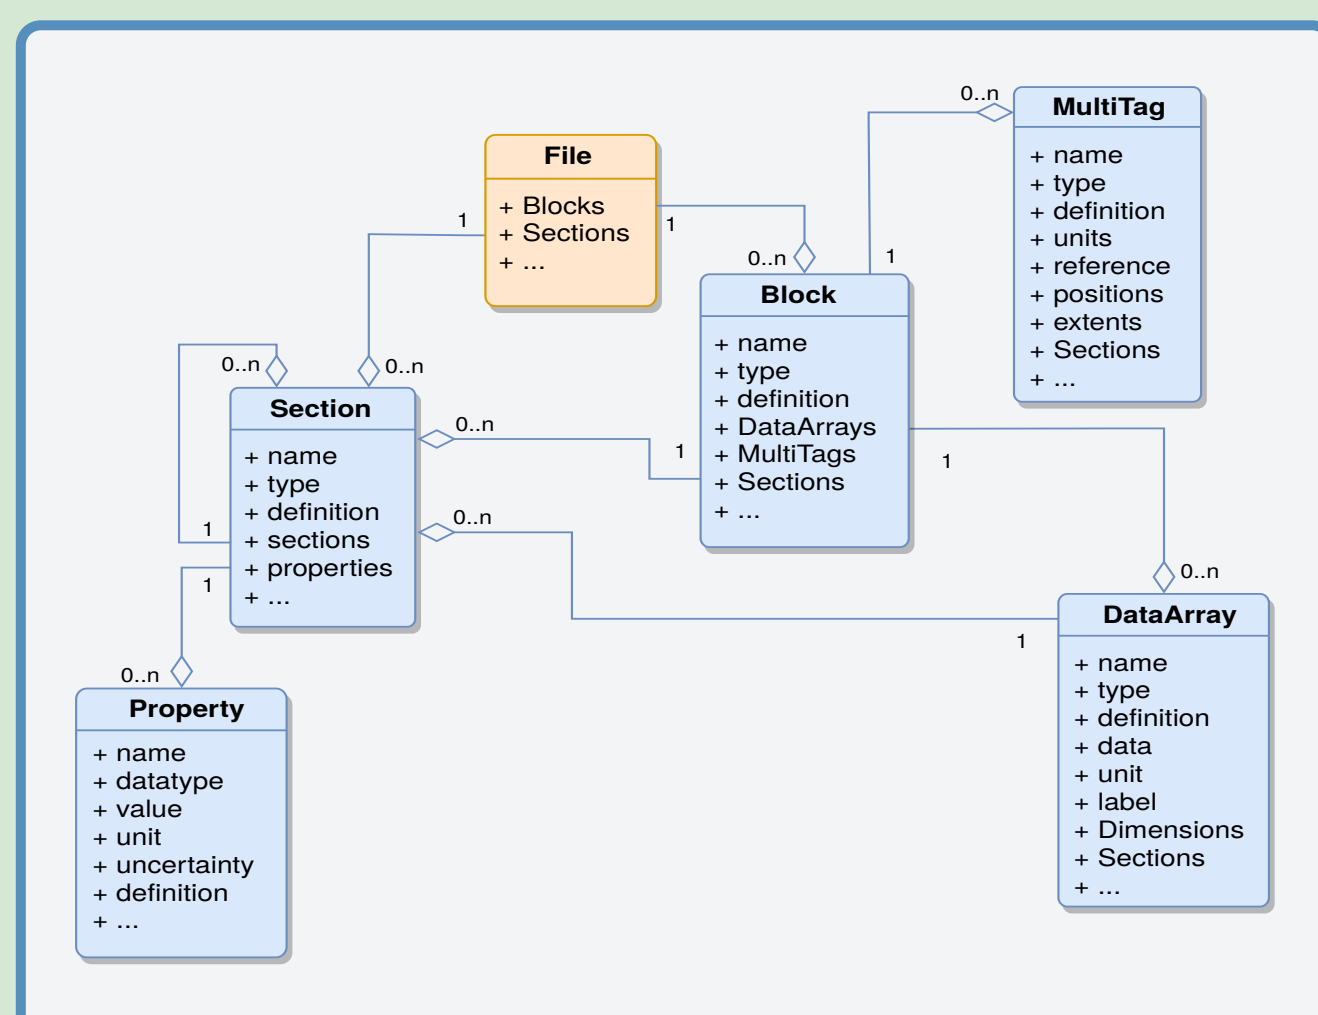 File
+ Blocks
+ Sections
+ ...
1
1
0..n
0..n
MultiTag
+ name
+ type
+ definition
+ units
+ reference
+ positions
+ extents
+ Sections
+ ...
0..n
1
Block
+ name
+ type
+ definition
+ DataArrays
+ MultiTags
+ Sections
+ ...
1
1
0..n
Section
+ name
+ type
+ definition
+ sections
+ properties
+ ...
0..n
0..n
0..n
1
1
0..n
Property
+ name
+ datatype
+ value
+ unit
+ uncertainty
+ definition
+ ...
DataArray
+ name
+ type
+ definition
+ data
+ unit
+ label
+ Dimensions
+ Sections
+ ...
1